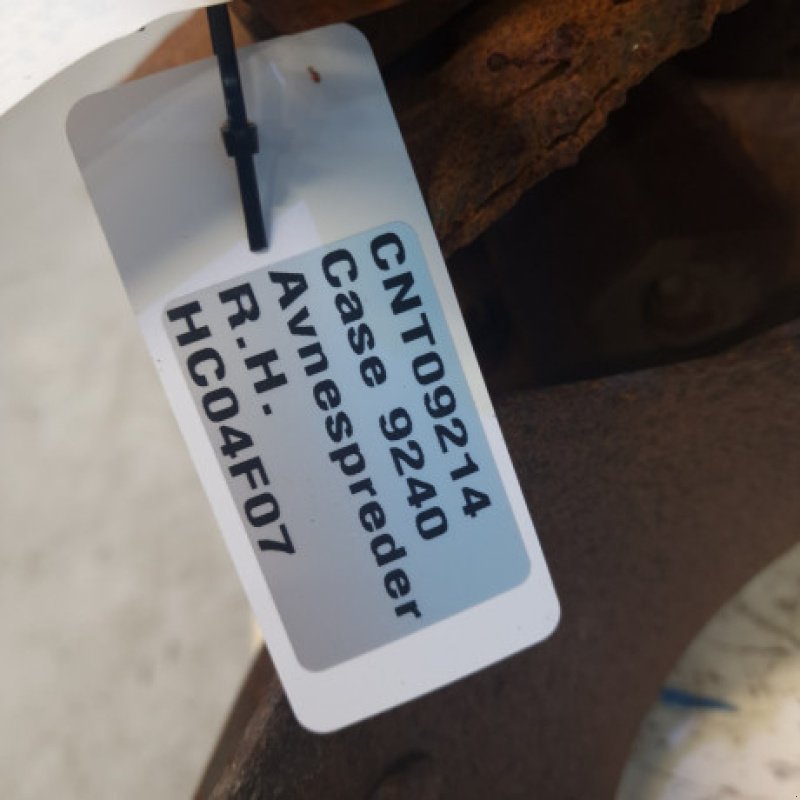 CNT09214
Case 9240
Avnespreder
R.H.
HC04F07